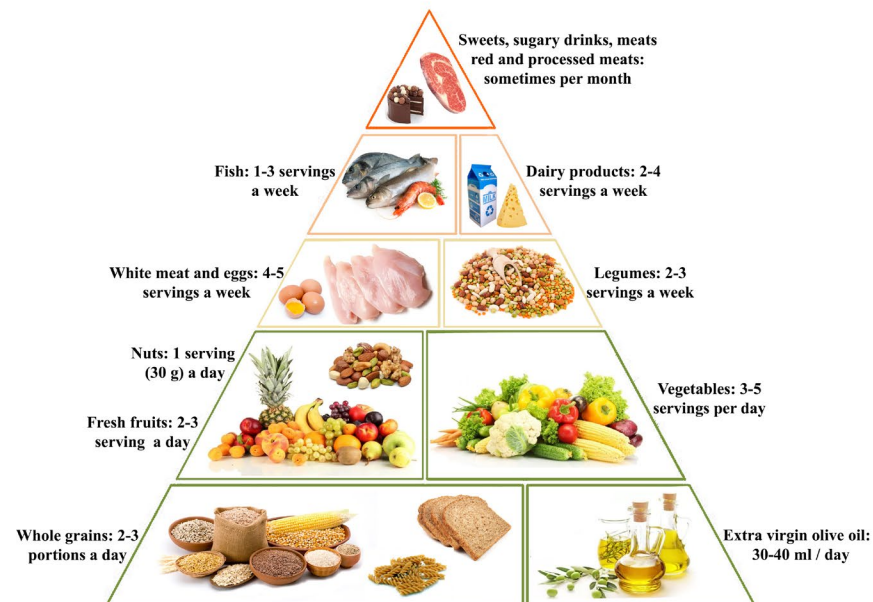 Sweets, sugary drinks, meats
red and processed meats:
sometimes per month
Fish: 1-3 servings
a week
Dairy products: 2-4
servings a week
MILK
White meat and eggs: 4-5
servings a week
Legumes: 2-3
servings a week
Nuts: 1 serving
(30 g) a day
Fresh fruits: 2-3
serving a day
Vegetables: 3-5
servings per day
Whole grains: 2-3
portions a day
Extra virgin olive oil:
30-40 ml / day